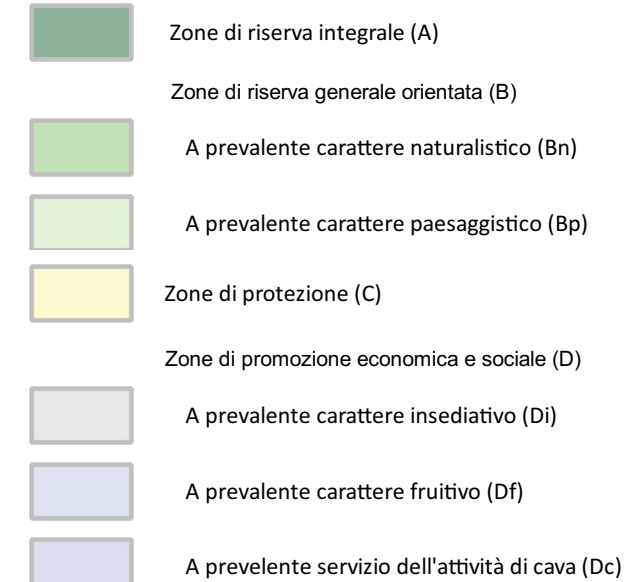 Zone di riserva integrale (A)
Zone di riserva generale orientata (B)
A prevalente carattere naturalistico (Bn)
A prevalente carattere paesaggistico (Bp)
Zone di protezione (C)
Zone di promozione economica e sociale (D)
A prevalente carattere insediativo (Di)
A prevalente carattere fruitivo (Df)
A prevelente servizio dell'attività di cava (Dc)